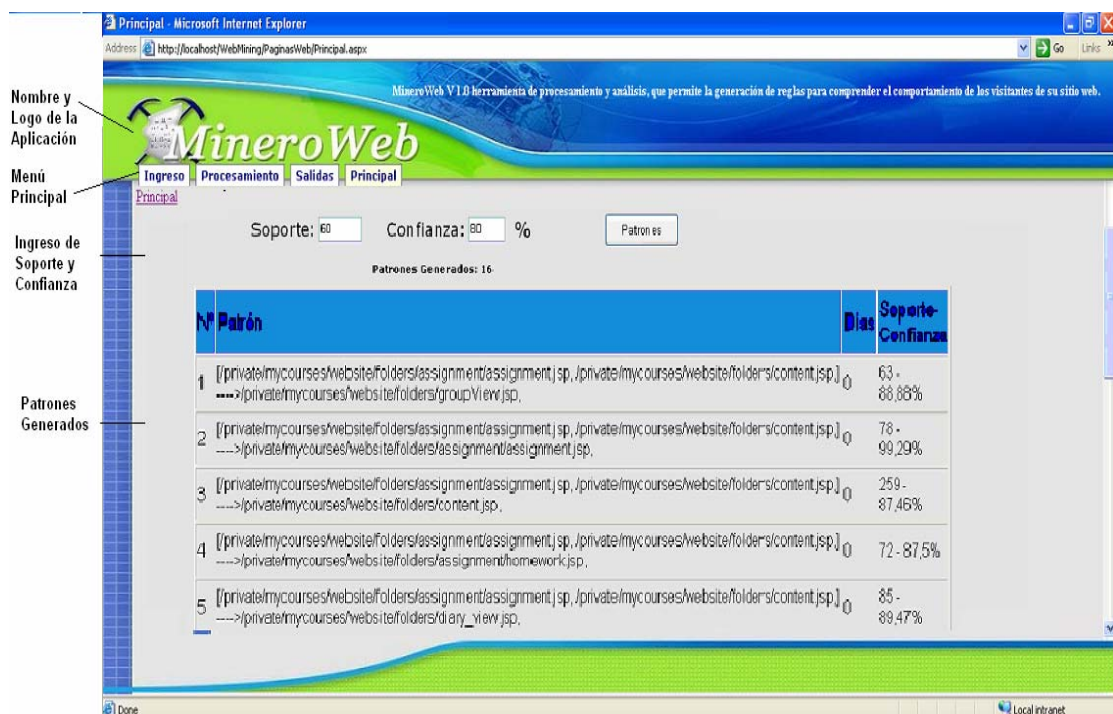 Principal - Microsoft Internet Explorer
Address http://localhost/WebMining/PaginasWeb/Principal.aspx Go Links »
MineroWeb V 1.0 herramienta de procesamiento y análisis, que permite la generación de reglas para comprender el comportamiento de los visitantes de su sitio web.
Nombre y
Logo de la
Aplicación
MineroWeb
Menú
Principal
Ingreso Procesamiento Salidas Principal
Principal
Ingreso de
Soporte y
Confianza
Soporte: 60 Confianza: 80 % Patrones
Patrones Generados: 16
Nº Patrón Dias Soporte-
Confianza
1 [/private/mycourses/website/folders/assignment/assignment.jsp, /private/mycourses/website/folders/content.jsp,] 0 63 -
---->/private/mycourses/website/folders/groupView.jsp, 88,88%
Patrones
Generados
2 [/private/mycourses/website/folders/assignment/assignment.jsp, /private/mycourses/website/folders/content.jsp,] 0 78 -
---->/private/mycourses/website/folders/assignment/assignment.jsp, 99,29%
3 [/private/mycourses/website/folders/assignment/assignment.jsp, /private/mycourses/website/folders/content.jsp,] 0 259 -
---->/private/mycourses/website/folders/content.jsp, 87,46%
4 [/private/mycourses/website/folders/assignment/assignment.jsp, /private/mycourses/website/folders/content.jsp,] 0 72 - 87,5%
---->/private/mycourses/website/folders/assignment/homework.jsp,
5 [/private/mycourses/website/folders/assignment/assignment.jsp, /private/mycourses/website/folders/content.jsp,] 0 85 -
---->/private/mycourses/website/folders/diary_view.jsp, 89,47%
Done Local intranet